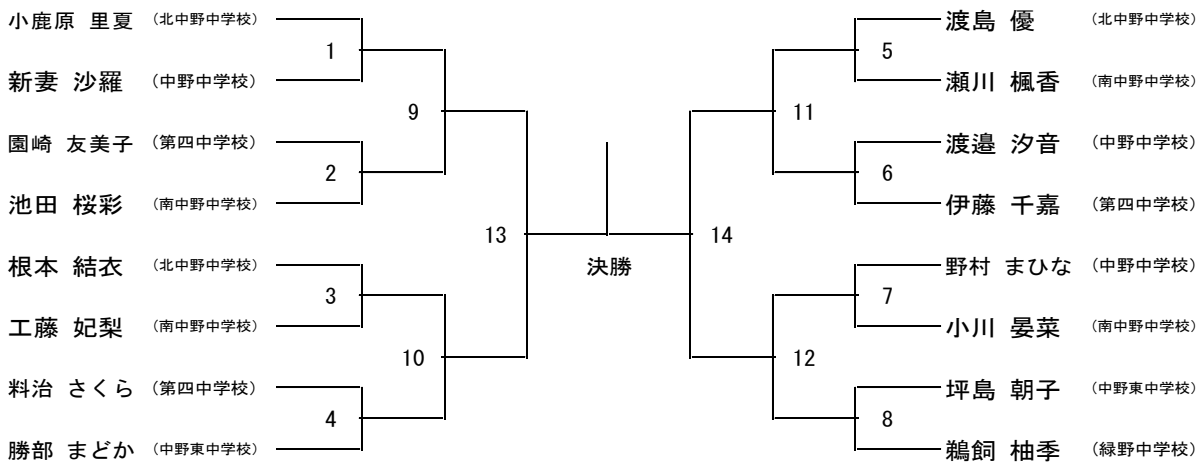 小鹿原 里夏 (北中野中学校)
1
新妻 沙羅 (中野中学校)
9
園崎 友美子 (第四中学校)
2
池田 桜彩 (南中野中学校)
13
根本 結衣 (北中野中学校)
3
工藤 妃梨 (南中野中学校)
10
料治 さくら (第四中学校)
4
勝部 まどか (中野東中学校)
決勝
渡島 優 (北中野中学校)
5
瀬川 楓香 (南中野中学校)
11
渡邉 汐音 (中野中学校)
6
伊藤 千嘉 (第四中学校)
14
野村 まひな (中野中学校)
7
小川 晏菜 (南中野中学校)
12
坪島 朝子 (中野東中学校)
8
鵜飼 柚季 (緑野中学校)